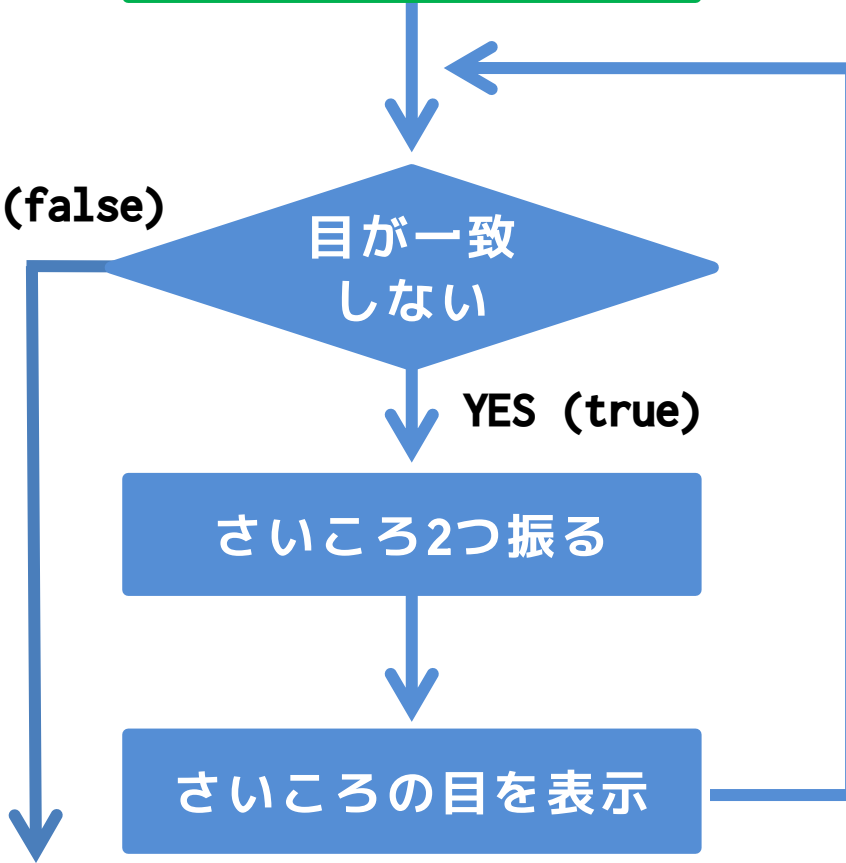 (false)
目が一致
しない
YES (true)
さいころ2つ振る
さいころの目を表示